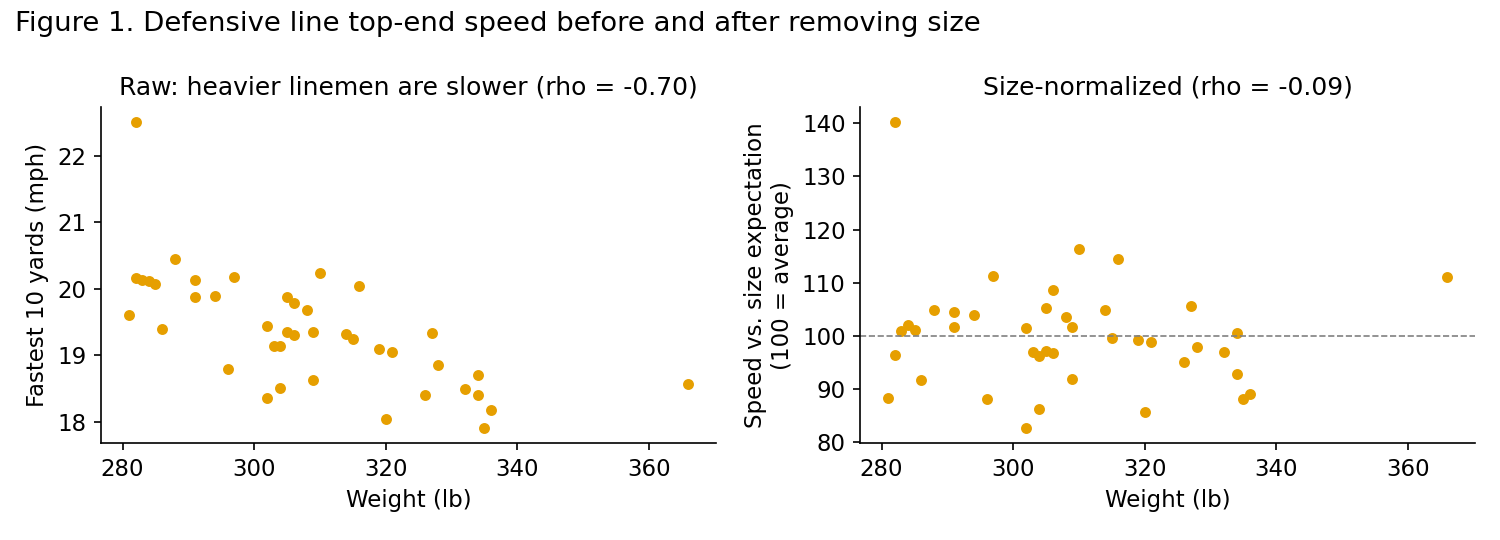 Figure 1. Defensive line top-end speed before and after removing size
Raw: heavier linemen are slower (rho = -0.70)
Fastest 10 yards (mph)
22
21
20
19
18
280 300 320 340 360
Weight (lb)
Size-normalized (rho = -0.09)
Speed vs. size expectation
(100 = average)
140
130
120
110
100
90
80
280 300 320 340 360
Weight (lb)